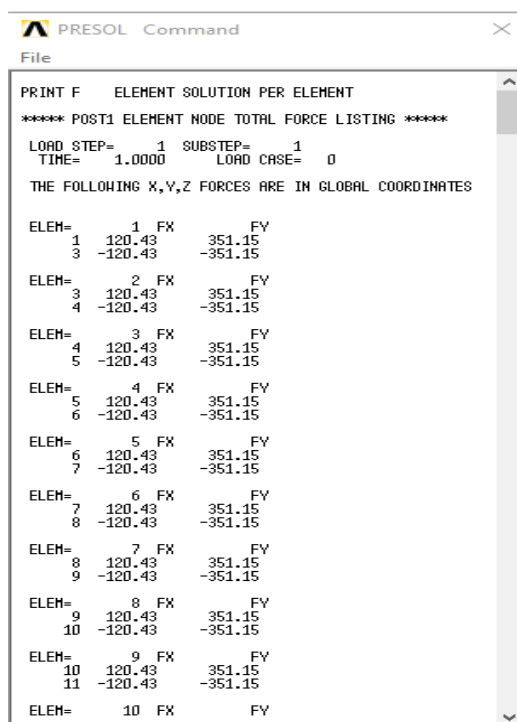 PRESOL Command
File
PRINT F ELEMENT SOLUTION PER ELEMENT
***** POST1 ELEMENT NODE TOTAL FORCE LISTING *****
LOAD STEP= 1 SUBSTEP= 1
TIME= 1.0000 LOAD CASE= 0
THE FOLLOWING X,Y,Z FORCES ARE IN GLOBAL COORDINATES
ELEM= 1 FX FY
1 120.43 351.15
3 -120.43 -351.15
ELEM= 2 FX FY
3 120.43 351.15
4 -120.43 -351.15
ELEM= 3 FX FY
4 120.43 351.15
5 -120.43 -351.15
ELEM= 4 FX FY
5 120.43 351.15
6 -120.43 -351.15
ELEM= 5 FX FY
6 120.43 351.15
7 -120.43 -351.15
ELEM= 6 FX FY
7 120.43 351.15
8 -120.43 -351.15
ELEM= 7 FX FY
8 120.43 351.15
9 -120.43 -351.15
ELEM= 8 FX FY
9 120.43 351.15
10 -120.43 -351.15
ELEM= 9 FX FY
10 120.43 351.15
11 -120.43 -351.15
ELEM= 10 FX FY